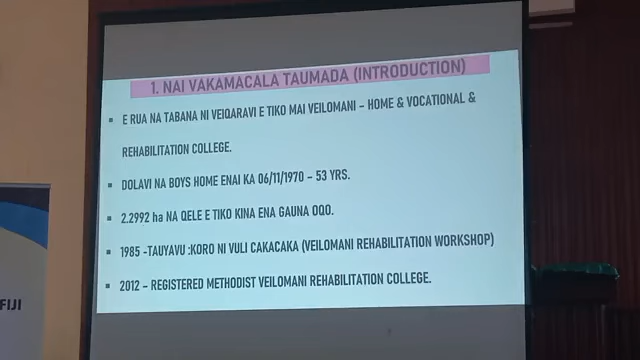 1. NAI VAKAMACALA TAUMADA (INTRODUCTION)
▪ E RUA NA TABANA NI VEIQARAVI E TIKO MAI VEILOMANI – HOME & VOCATIONAL &
REHABILITATION COLLEGE.
▪ DOLAVI NA BOYS HOME ENAI KA 06/11/1970 – 53 YRS.
▪ 2.2992 ha NA QELE E TIKO KINA ENA GAUNA OQO.
▪ 1985 -TAUYAVU :KORO NI VULI CAKACAKA (VEILOMANI REHABILITATION WORKSHOP)
▪ 2012 – REGISTERED METHODIST VEILOMANI REHABILITATION COLLEGE.
FIJI